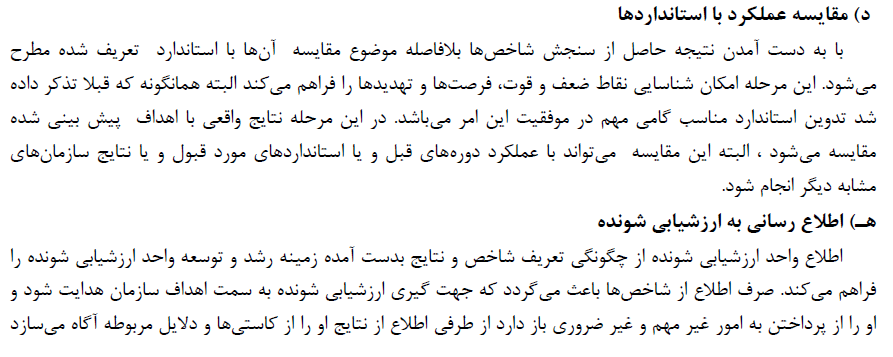 د) مقایسه عملکرد با استانداردها
با به دست آمدن نتیجه حاصل از سنجش شاخص‌ها بلافاصله موضوع مقایسه آن‌ها با استاندارد تعریف شده مطرح
می‌شود. این مرحله امکان شناسایی نقاط ضعف و قوت، فرصت‌ها و تهدیدها را فراهم می‌کند البته همانگونه که قبلا تذکر داده
شد تدوین استاندارد مناسب گامی مهم در موفقیت این امر می‌باشد. در این مرحله نتایج واقعی با اهداف پیش بینی شده
مقایسه می‌شود ، البته این مقایسه می‌تواند با عملکرد دوره‌های قبل و یا استانداردهای مورد قبول و یا نتایج سازمان‌های
مشابه دیگر انجام شود.
هـ) اطلاع رسانی به ارزشیابی شونده
اطلاع واحد ارزشیابی شونده از چگونگی تعریف شاخص و نتایج بدست آمده زمینه رشد و توسعه واحد ارزشیابی شونده را
فراهم می‌کند. صرف اطلاع از شاخص‌ها باعث می‌گردد که جهت گیری ارزشیابی شونده به سمت اهداف سازمان هدایت شود و
او را از پرداختن به امور غیر مهم و غیر ضروری باز دارد از طرفی اطلاع از نتایج او را از کاستی‌ها و دلایل مربوطه آگاه می‌سازد